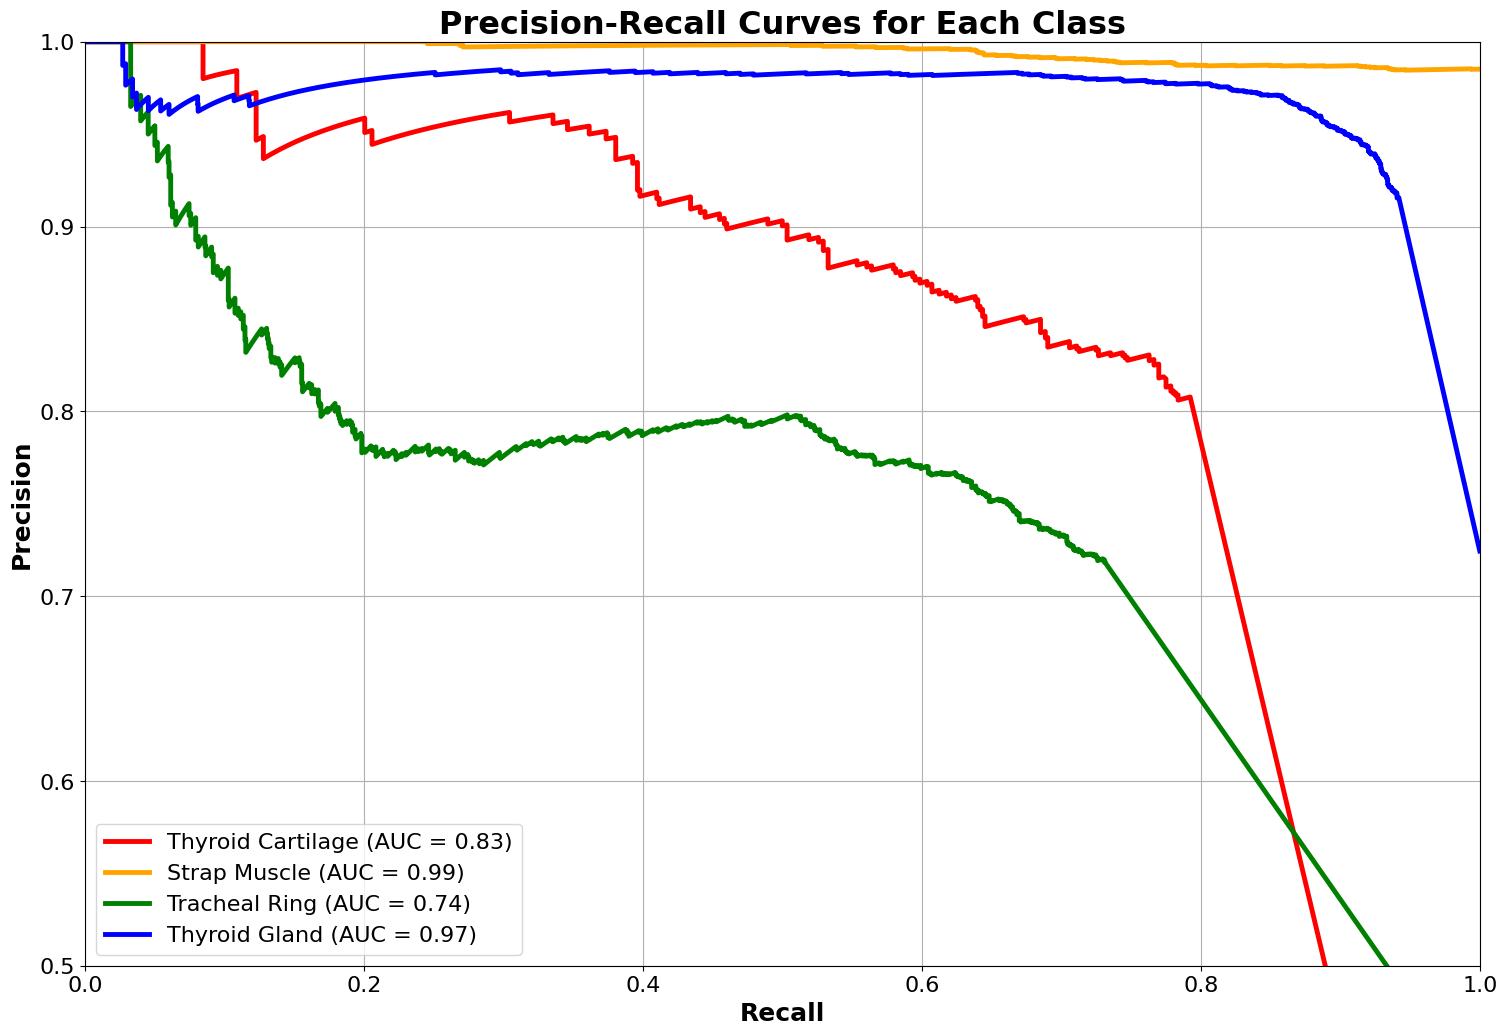 Precision-Recall Curves for Each Class
1.0
0.9
0.8
0.7
0.6
0.5
Precision
Thyroid Cartilage (AUC = 0.83)
Strap Muscle (AUC = 0.99)
Tracheal Ring (AUC = 0.74)
Thyroid Gland (AUC = 0.97)
0.0 0.2 0.4 0.6 0.8 1.0
Recall